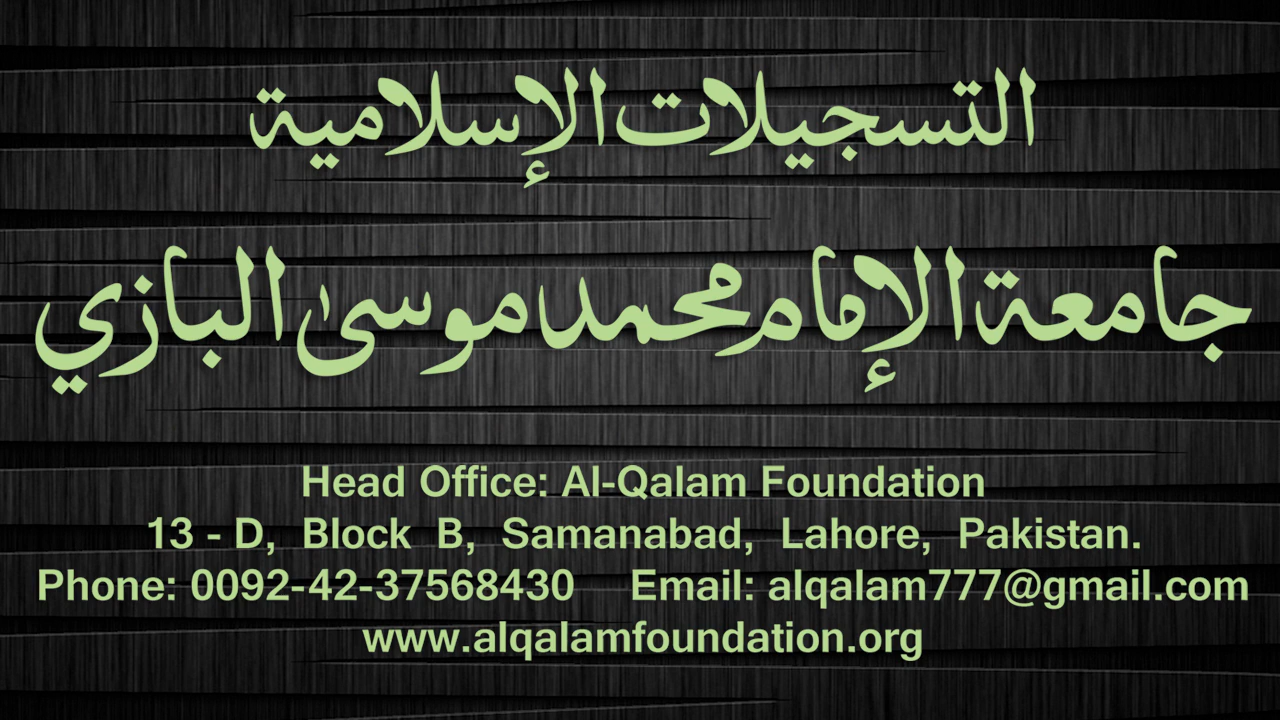 التسجيلات الإسلامية
جامعة الإمام محمد موسىٰ البازي
Head Office: Al-Qalam Foundation
13 - D, Block B, Samanabad, Lahore, Pakistan.
Phone: 0092-42-37568430 Email: alqalam777@gmail.com
www.alqalamfoundation.org